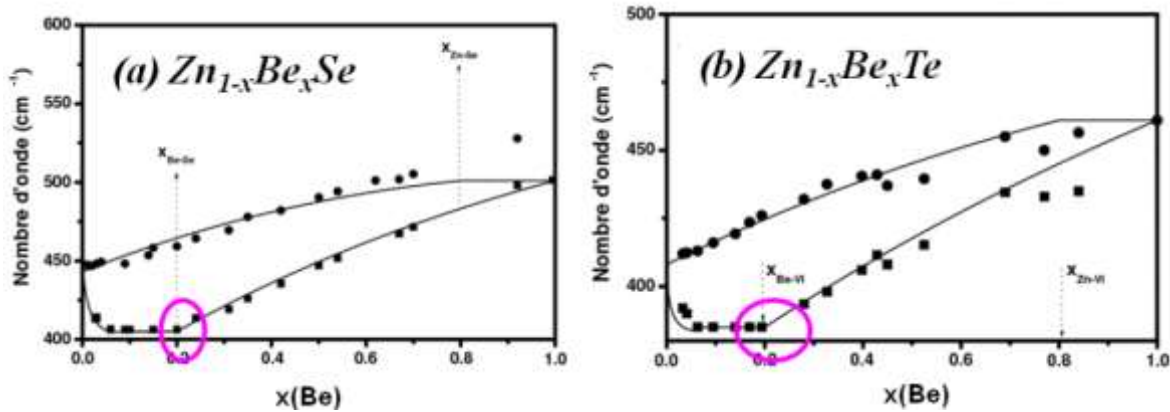 (a) Zn1-xBexSe
Nombre d'onde (cm -1)
600
550
500
450
400
XBe-Se
XZn-Se
0.0
0.2
0.4
0.6
0.8
1.0
x(Be)
(b) Zn1-xBexTe
Nombre d'onde (cm -1)
500
450
400
XBe-VI
XZn-VI
0.0
0.2
0.4
0.6
0.8
1.0
x(Be)